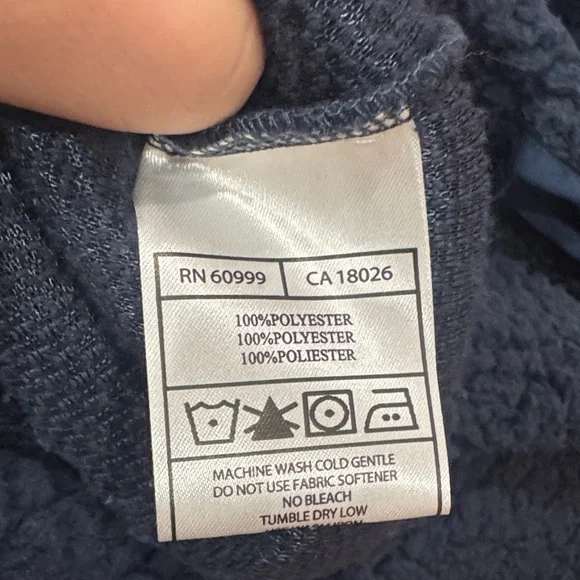 RN 60999 CA 18026
100%POLYESTER
100%POLYESTER
100%POLIESTER
MACHINE WASH COLD GENTLE
DO NOT USE FABRIC SOFTENER
NO BLEACH
TUMBLE DRY LOW